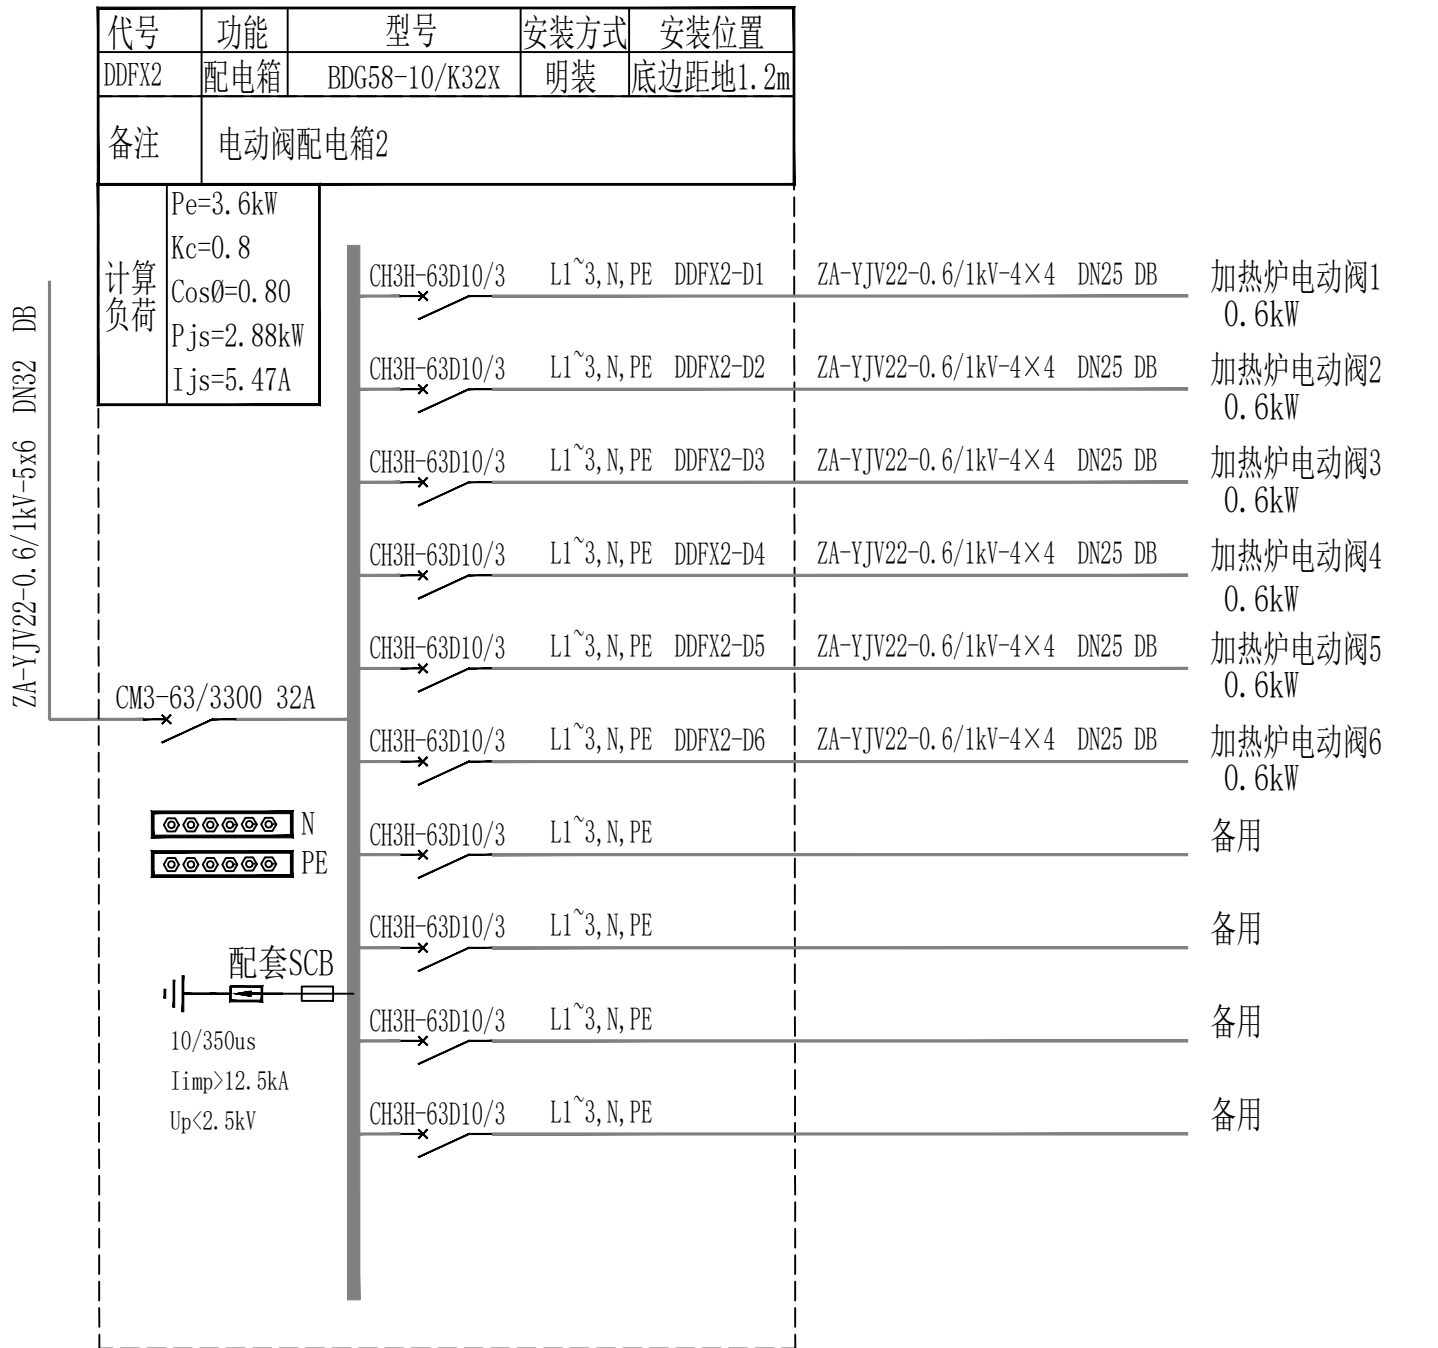 代号 功能 型号 安装方式 安装位置
DDFX2 配电箱 BDG58-10/K32X 明装 底边距地1.2m
备注 电动阀配电箱2
计算负荷
Pe=3.6kW
Kc=0.8
CosØ=0.80
Pjs=2.88kW
Ijs=5.47A
ZA-YJV22-0.6/1kV-5x6 DN32 DB
CM3-63/3300 32A
N
PE
配套SCB
10/350us
Iimp>12.5kA
Up<2.5kV
CH3H-63D10/3 L1~3,N,PE DDFX2-D1 ZA-YJV22-0.6/1kV-4×4 DN25 DB 加热炉电动阀1
0.6kW
CH3H-63D10/3 L1~3,N,PE DDFX2-D2 ZA-YJV22-0.6/1kV-4×4 DN25 DB 加热炉电动阀2
0.6kW
CH3H-63D10/3 L1~3,N,PE DDFX2-D3 ZA-YJV22-0.6/1kV-4×4 DN25 DB 加热炉电动阀3
0.6kW
CH3H-63D10/3 L1~3,N,PE DDFX2-D4 ZA-YJV22-0.6/1kV-4×4 DN25 DB 加热炉电动阀4
0.6kW
CH3H-63D10/3 L1~3,N,PE DDFX2-D5 ZA-YJV22-0.6/1kV-4×4 DN25 DB 加热炉电动阀5
0.6kW
CH3H-63D10/3 L1~3,N,PE DDFX2-D6 ZA-YJV22-0.6/1kV-4×4 DN25 DB 加热炉电动阀6
0.6kW
CH3H-63D10/3 L1~3,N,PE 备用
CH3H-63D10/3 L1~3,N,PE 备用
CH3H-63D10/3 L1~3,N,PE 备用
CH3H-63D10/3 L1~3,N,PE 备用